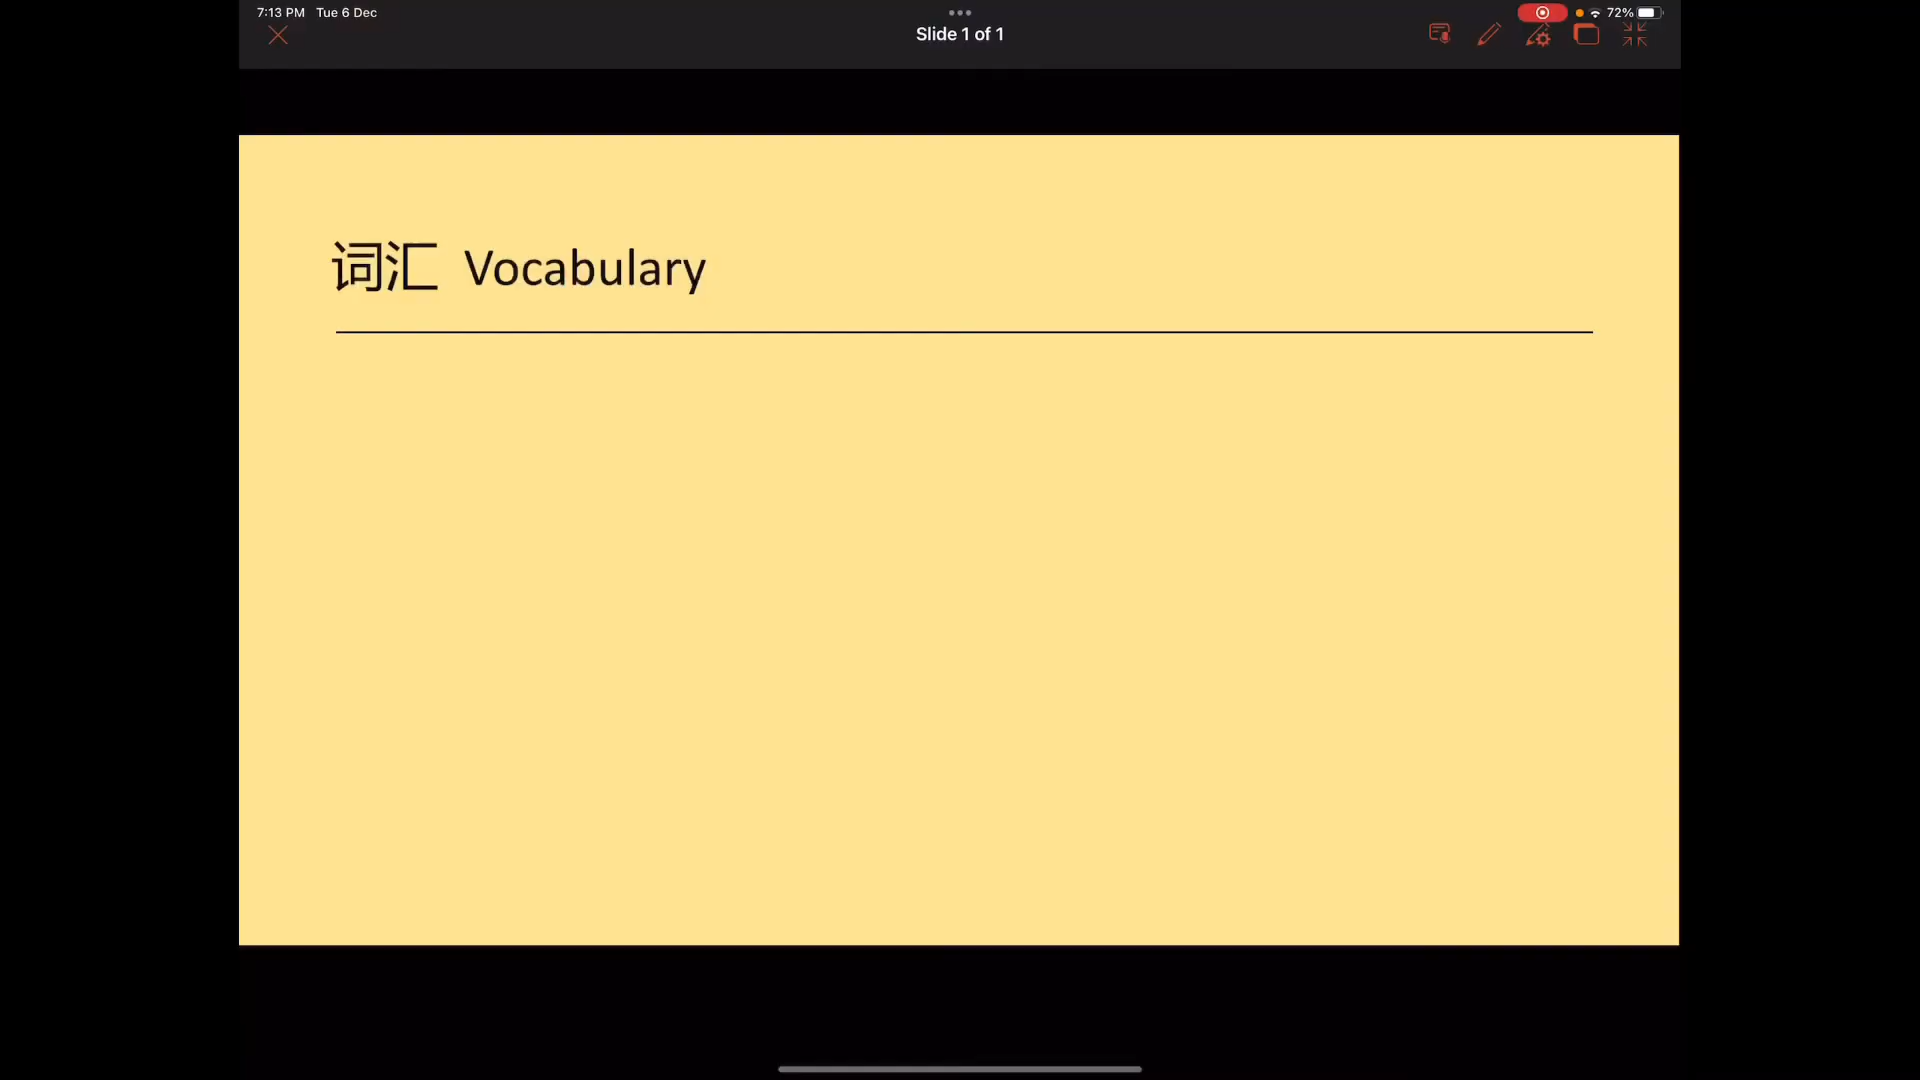 7:13 PM Tue 6 Dec
72%
Slide 1 of 1
词汇 Vocabulary